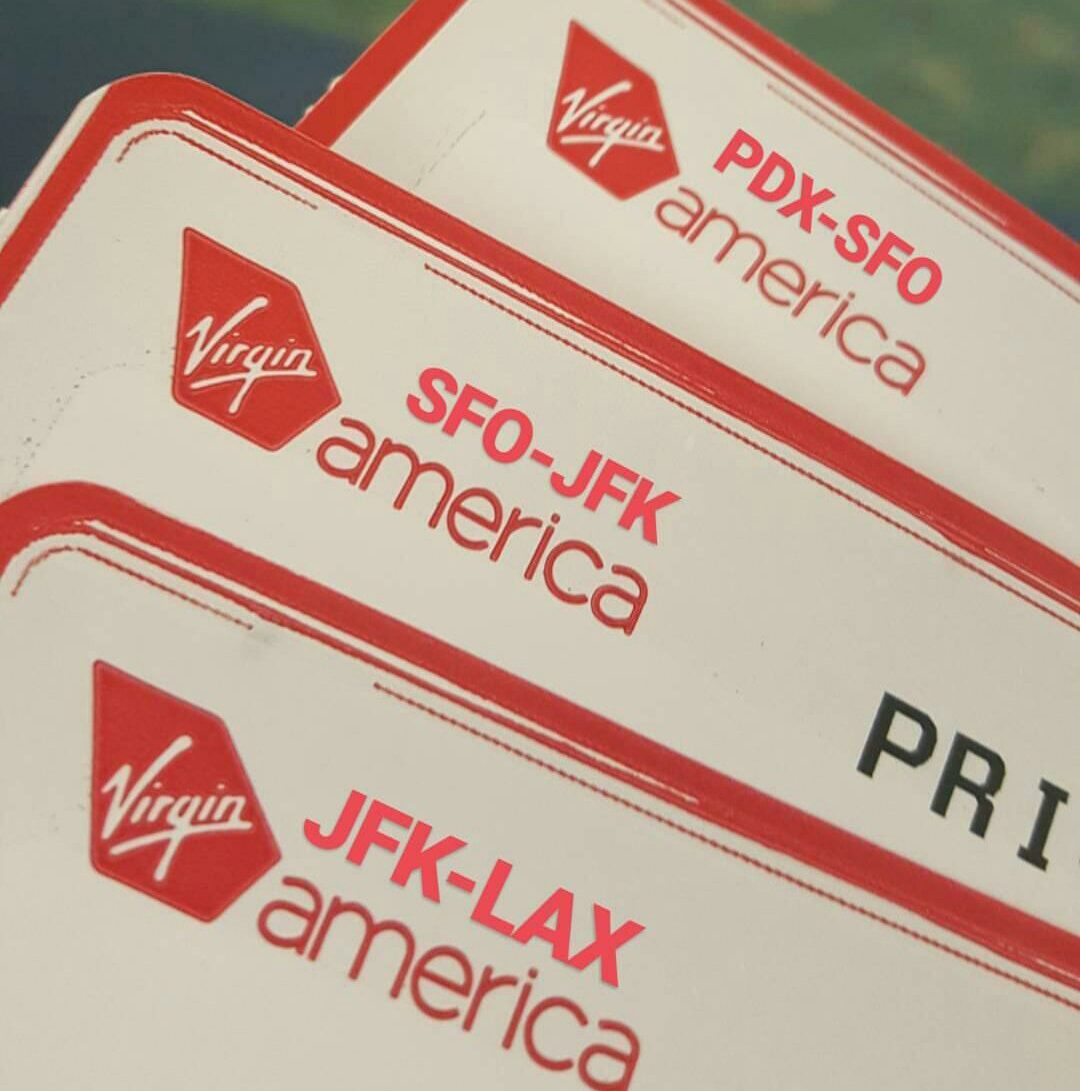 Virgin
america
PDX-SFO
Virgin
america
SFO-JFK
PRI
Virgin
america
JFK-LAX